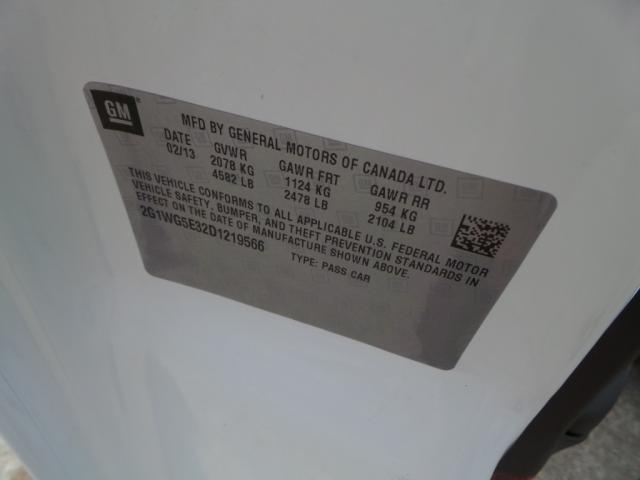 GM
MFD BY GENERAL MOTORS OF CANADA LTD.
DATE GVWR GAWR FRT GAWR RR
02/13 2078 KG 1124 KG 954 KG
4582 LB 2478 LB 2104 LB
THIS VEHICLE CONFORMS TO ALL APPLICABLE U.S. FEDERAL MOTOR
VEHICLE SAFETY, BUMPER, AND THEFT PREVENTION STANDARDS IN
EFFECT ON THE DATE OF MANUFACTURE SHOWN ABOVE.
2G1WG5E32D1219566 TYPE: PASS CAR